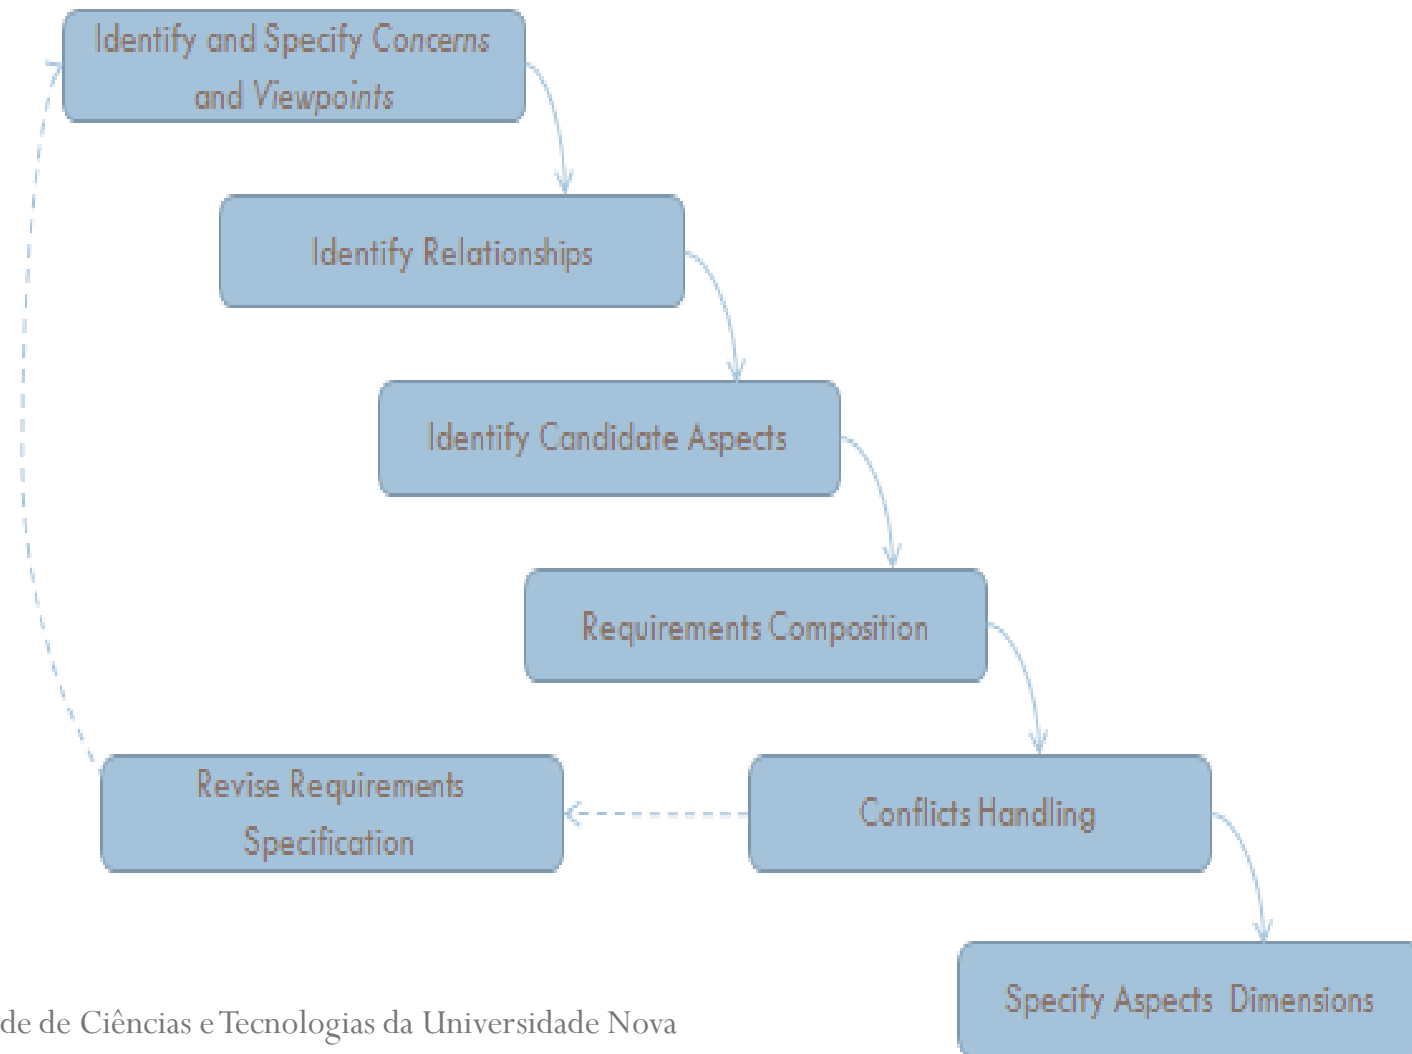 Identify and Specify Concerns
and Viewpoints
Identify Relationships
Identify Candidate Aspects
Requirements Composition
Revise Requirements
Specification
Conflicts Handling
Specify Aspects Dimensions
de de Ciências e Tecnologias da Universidade Nova